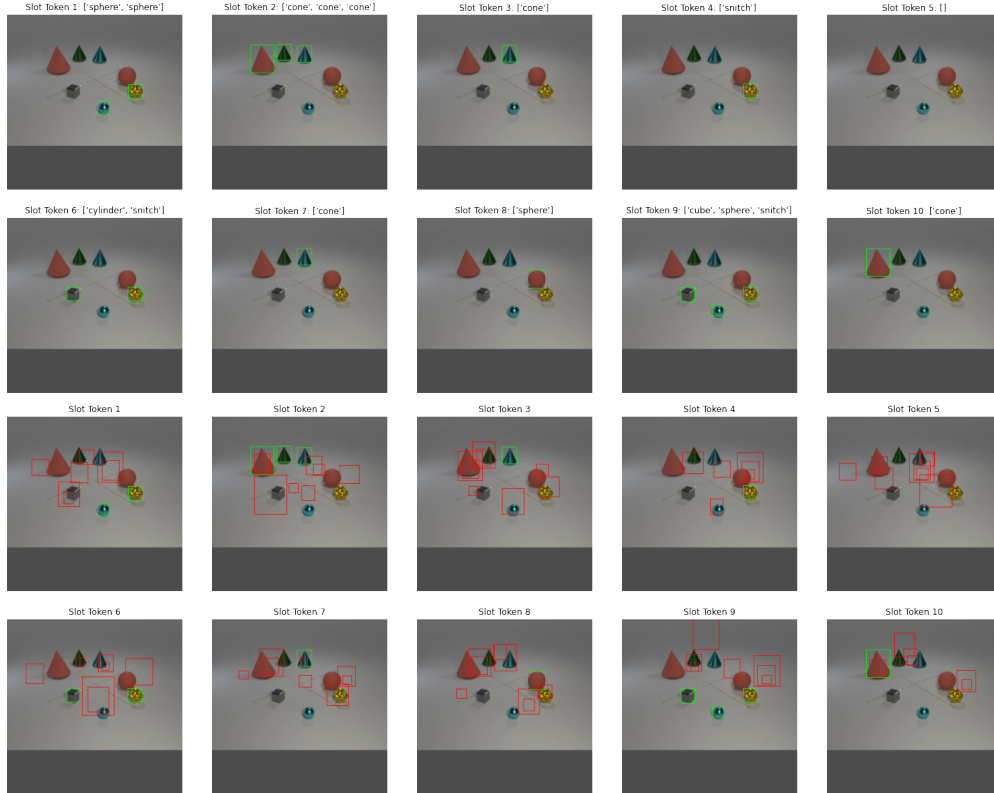 Slot Token 1: ['sphere', 'sphere']
Slot Token 2: ['cone', 'cone', 'cone']
Slot Token 3: ['cone']
Slot Token 4: ['snitch']
Slot Token 5: []
Slot Token 6: ['cylinder', 'snitch']
Slot Token 7: ['cone']
Slot Token 8: ['sphere']
Slot Token 9: ['cube', 'sphere', 'snitch']
Slot Token 10: ['cone']
Slot Token 1
Slot Token 2
Slot Token 3
Slot Token 4
Slot Token 5
Slot Token 6
Slot Token 7
Slot Token 8
Slot Token 9
Slot Token 10